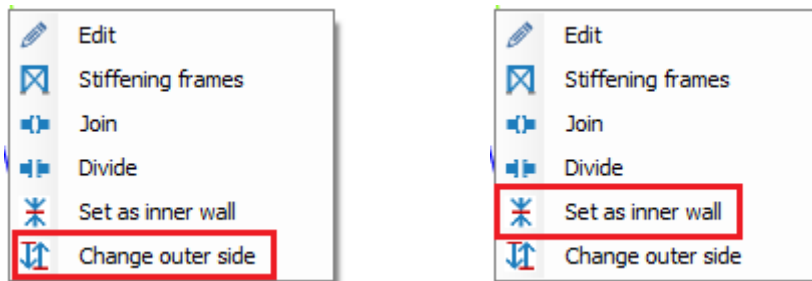 Edit
Stiffening frames
Join
Divide
Set as inner wall
Change outer side
Edit
Stiffening frames
Join
Divide
Set as inner wall
Change outer side